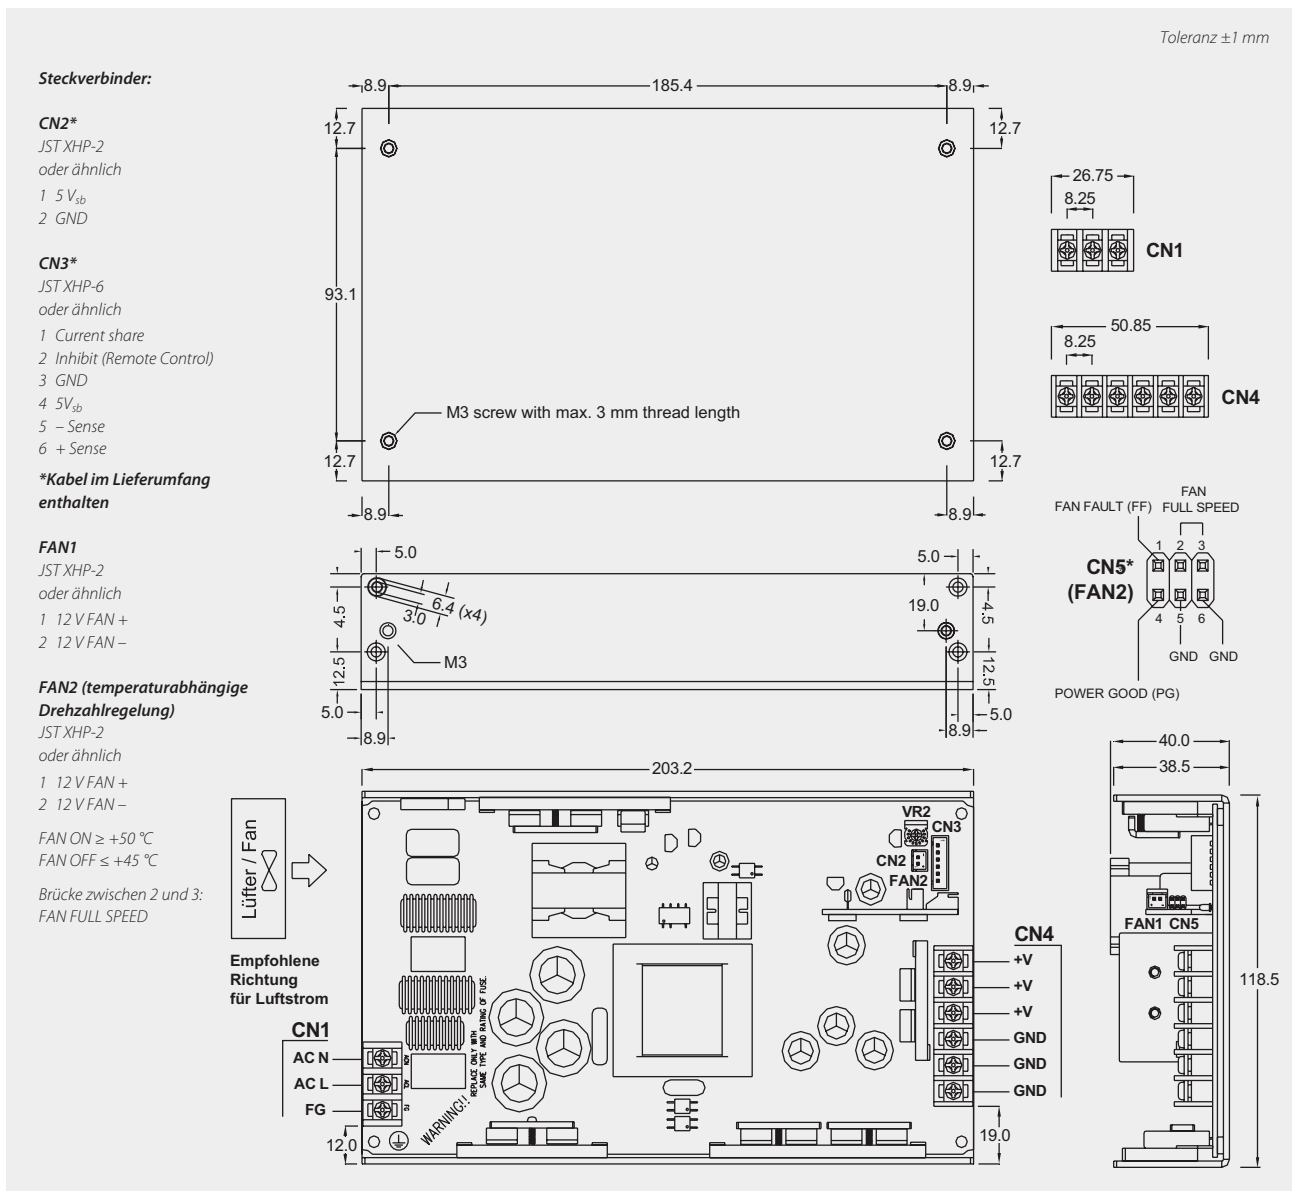 Toleranz ±1 mm
Steckverbinder:
CN2*
JST XHP-2
oder ähnlich
1 5 Vsb
2 GND
CN3*
JST XHP-6
oder ähnlich
1 Current share
2 Inhibit (Remote Control)
3 GND
4 5Vsb
5 – Sense
6 + Sense
*Kabel im Lieferumfang
enthalten
FAN1
JST XHP-2
oder ähnlich
1 12 V FAN +
2 12 V FAN –
FAN2 (temperaturabhängige
Drehzahlregelung)
JST XHP-2
oder ähnlich
1 12 V FAN +
2 12 V FAN –
FAN ON ≥ +50 °C
FAN OFF ≤ +45 °C
Brücke zwischen 2 und 3:
FAN FULL SPEED
8.9
185.4
8.9
12.7
12.7
93.1
M3 screw with max. 3 mm thread length
12.7
12.7
8.9
8.9
26.75
8.25
CN1
50.85
8.25
CN4
5.0
5.0
6.4 (x4)
3.0
4.5
19.0
4.5
M3
12.5
12.5
5.0
5.0
8.9
8.9
FAN
FAN FAULT (FF)
FULL SPEED
1 2 3
CN5*
(FAN2)
4 5 6
GND GND
POWER GOOD (PG)
203.2
Lüfter / Fan
Empfohlene
Richtung
für Luftstrom
CN1
AC N
AC L
FG
ACN
ACL
FG
12.0
WARNING!!
REPLACE ONLY WITH
SAME TYPE AND RATING OF FUSE.
VR2
CN3
CN2
FAN2
CN4
+V
+V
+V
GND
GND
GND
19.0
40.0
38.5
FAN1 CN5
118.5